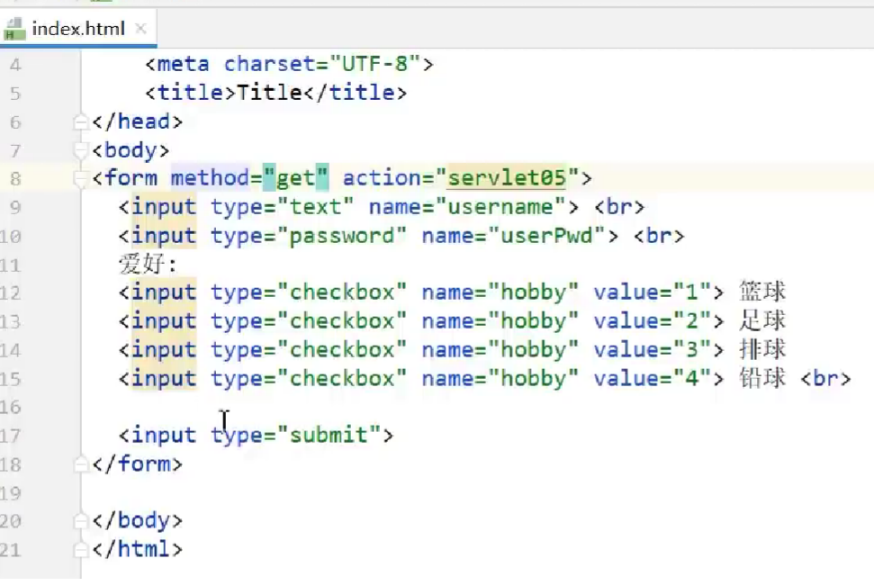 index.html ×
4 <meta charset="UTF-8">
5 <title>Title</title>
6 </head>
7 <body>
8 <form method="get" action="servlet05">
9 <input type="text" name="username"> <br>
10 <input type="password" name="userPwd"> <br>
11 爱好:
12 <input type="checkbox" name="hobby" value="1"> 篮球
13 <input type="checkbox" name="hobby" value="2"> 足球
14 <input type="checkbox" name="hobby" value="3"> 排球
15 <input type="checkbox" name="hobby" value="4"> 铅球 <br>
16
17 <input type="submit">
18 </form>
19
20 </body>
21 </html>